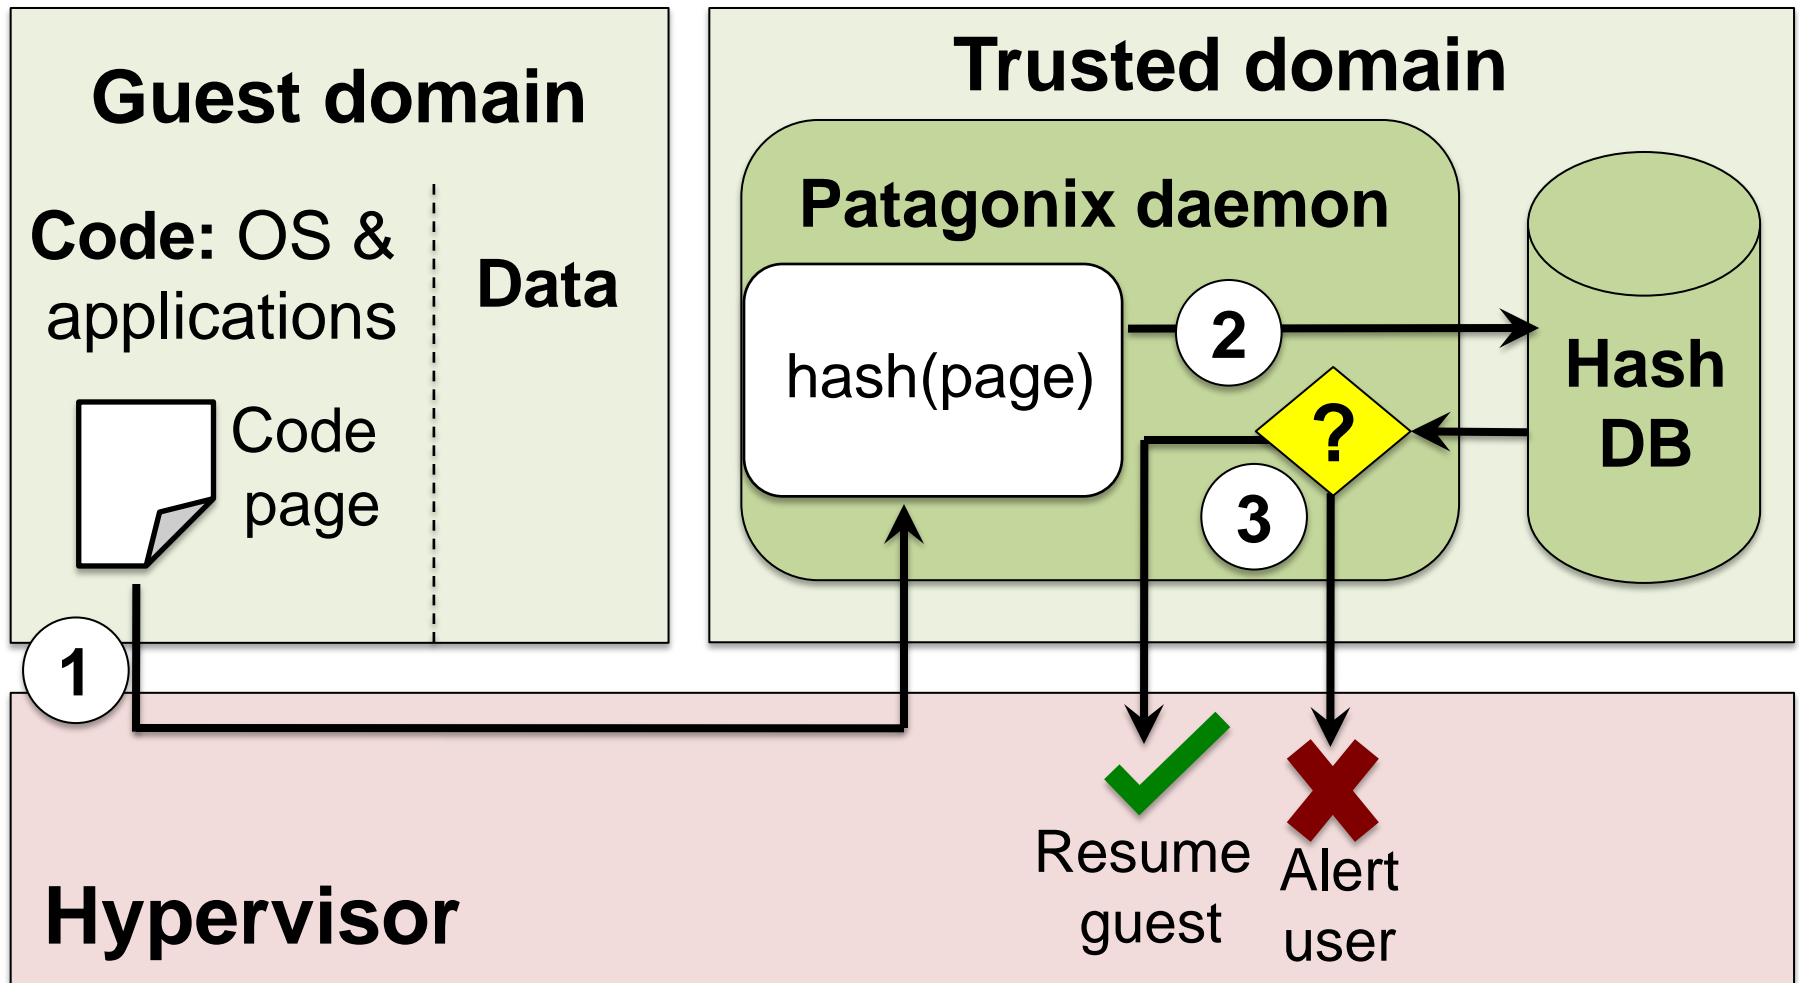 Guest domain
Code: OS &
applications
Data
Code
page
1
Trusted domain
Patagonix daemon
hash(page)
2
?
3
Hash
DB
Resume
guest
Alert
user
Hypervisor